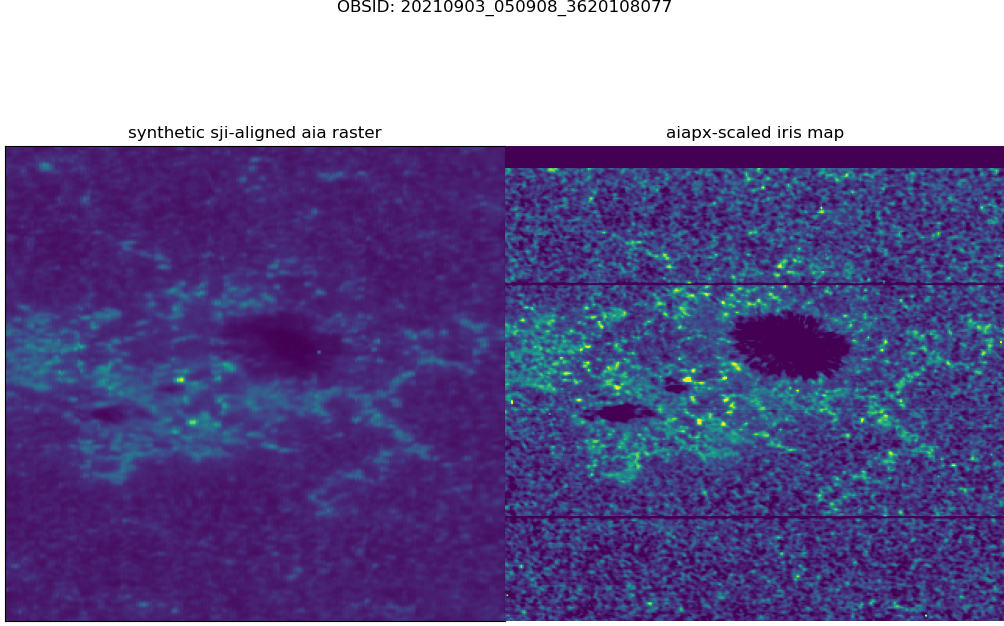 OBSID: 20210903_050908_3620108077
synthetic sji-aligned aia raster
aiapx-scaled iris map